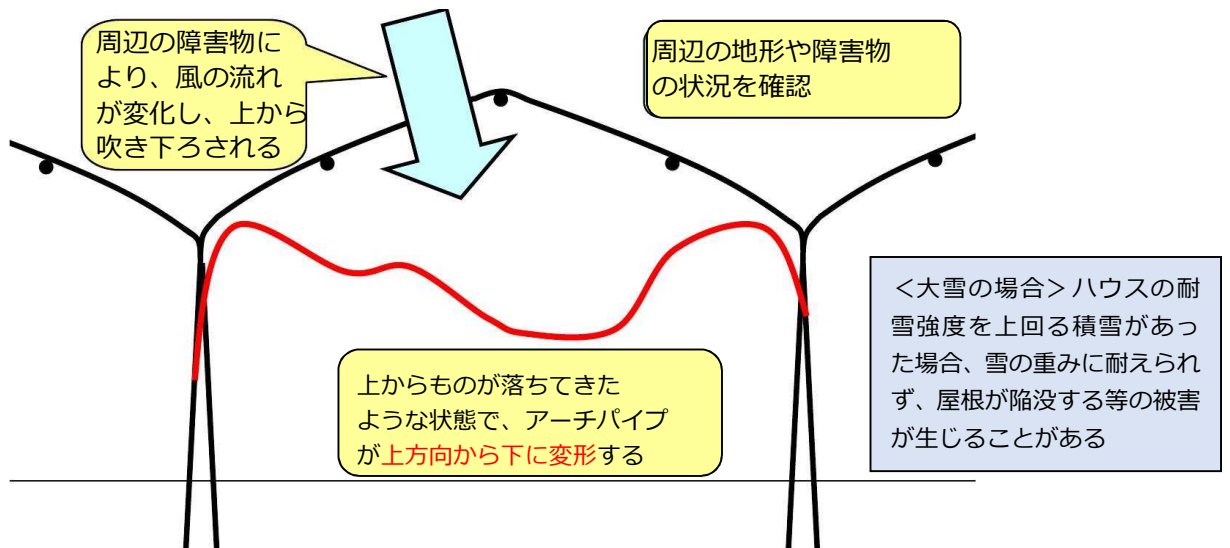 周辺の障害物に
より、風の流れ
が変化し、上から
吹き下ろされる
周辺の地形や障害物
の状況を確認
＜大雪の場合＞ハウスの耐
雪強度を上回る積雪があっ
た場合、雪の重みに耐えられ
ず、屋根が陥没する等の被害
が生じることがある
上からものが落ちてきた
ような状態で、アーチパイプ
が上方向から下に変形する